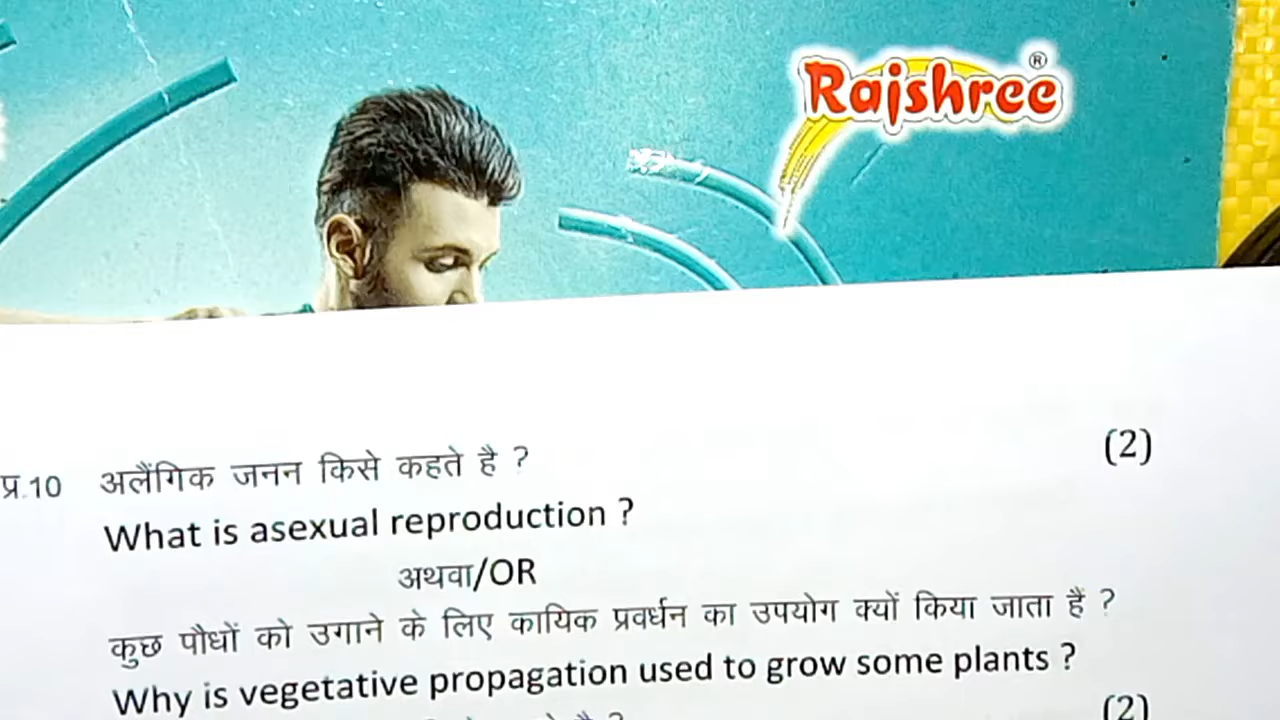 Rajshree®
प्र.10 अलैंगिक जनन किसे कहते है ? (2)
What is asexual reproduction ?
अथवा/OR
कुछ पौधों को उगाने के लिए कायिक प्रवर्धन का उपयोग क्यों किया जाता है ?
Why is vegetative propagation used to grow some plants ?
(2)